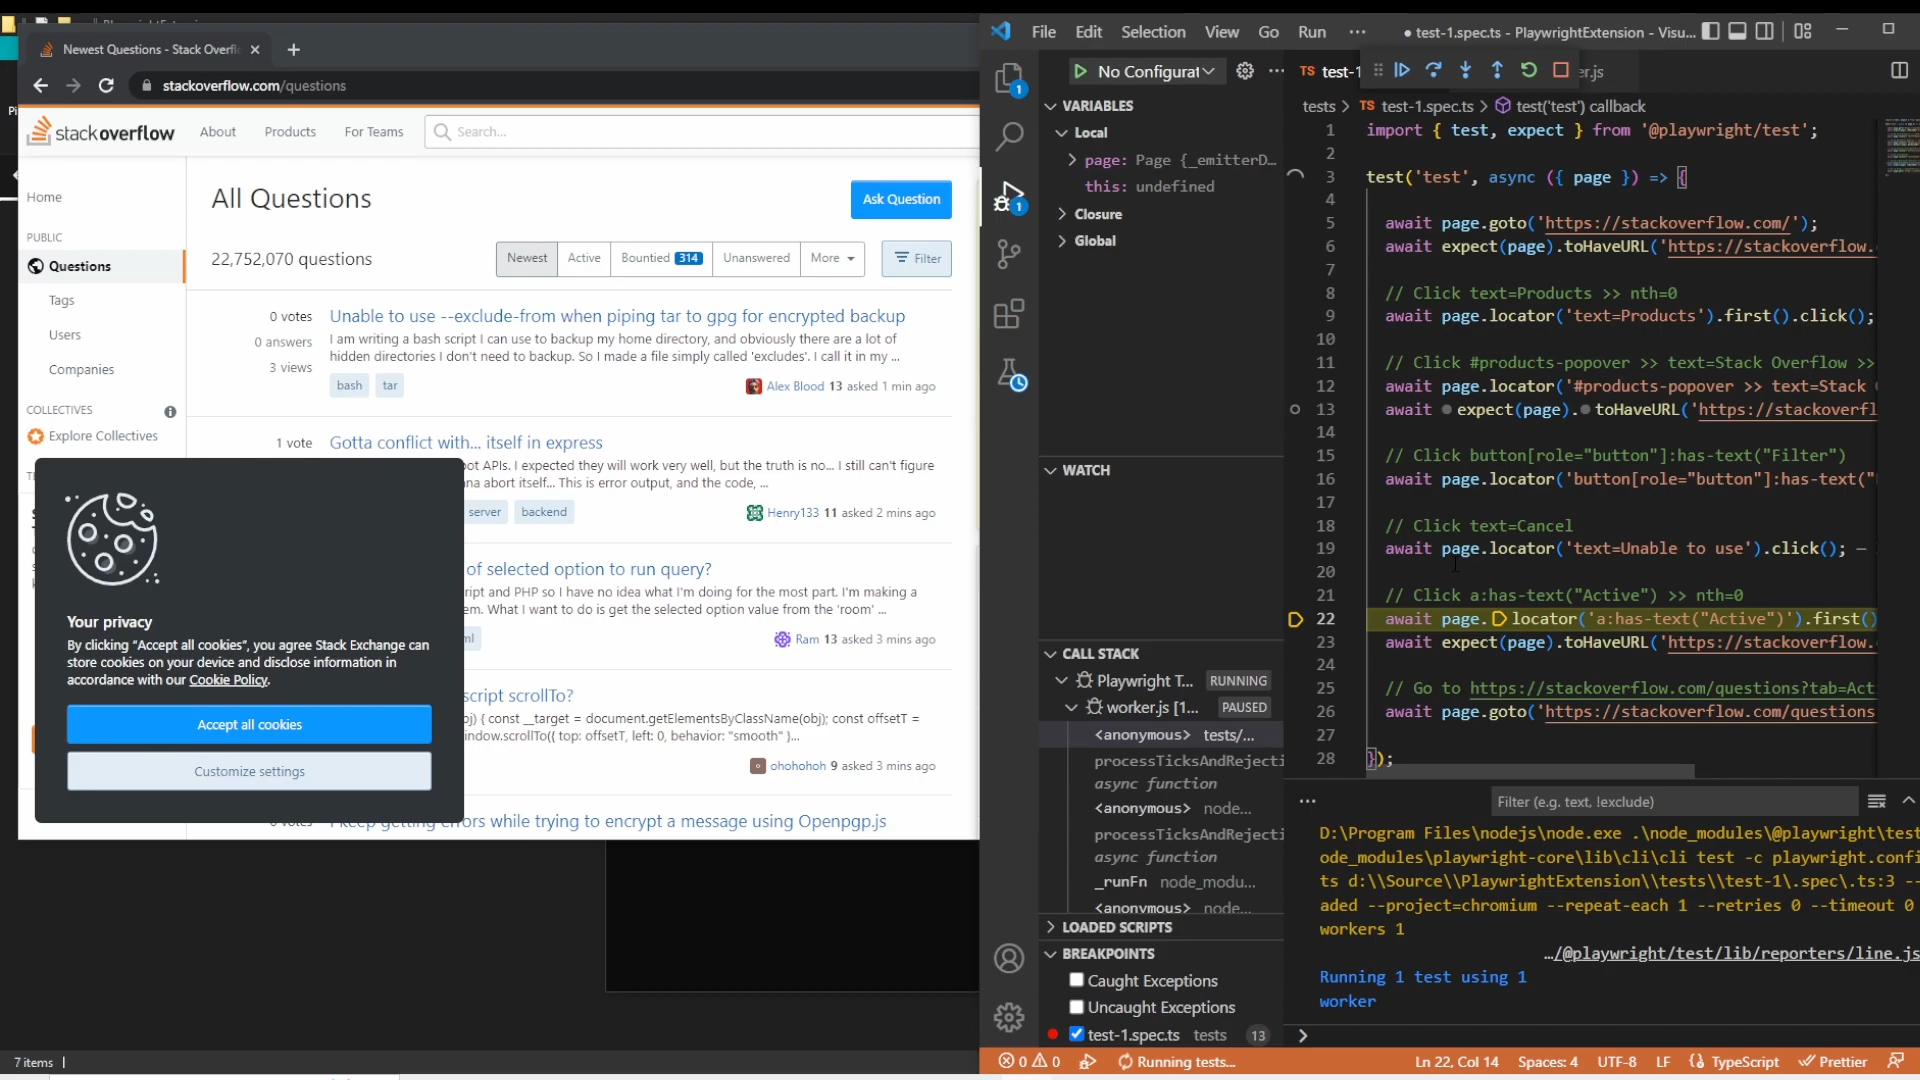 Newest Questions - Stack Overfl
stackoverflow.com/questions
stackoverflow
About
Products
For Teams
Search...
Home
PUBLIC
Questions
Tags
Users
Companies
COLLECTIVES
Explore Collectives
All Questions
Ask Question
22,752,070 questions
Newest
Active
Bountied 314
Unanswered
More
Filter
0 votes
0 answers
3 views
Unable to use --exclude-from when piping tar to gpg for encrypted backup
I am writing a bash script I can use to backup my home directory, and obviously there are a lot of
hidden directories I don't need to backup. So I made a file simply called 'excludes'. I call it in my ...
bash tar
Alex Blood 13 asked 1 min ago
1 vote
Gotta conflict with... itself in express
ot APIs. I expected they will work very well, but the truth is no... I still can't figure
na abort itself... This is error output, and the code, ...
server backend
Henry133 11 asked 2 mins ago
of selected option to run query?
ript and PHP so I have no idea what I'm doing for the most part. I'm making a
em. What I want to do is get the selected option value from the 'room' ...
ml
Ram 13 asked 3 mins ago
script scrollTo?
oj) { const __target = document.getElementsByClassName(obj); const offsetT =
indow.scrollTo({ top: offsetT, left: 0, behavior: "smooth" })...
ohohohoh 9 asked 3 mins ago
I keep getting errors while trying to encrypt a message using Openpgp.js
Your privacy
By clicking "Accept all cookies", you agree Stack Exchange can
store cookies on your device and disclose information in
accordance with our Cookie Policy.
Accept all cookies
Customize settings
7 items
File Edit Selection View Go Run ...
● test-1.spec.ts - PlaywrightExtension - Visu...
No Configurat
TS test-1
er.js
VARIABLES
Local
page: Page {_emitterD...
this: undefined
Closure
Global
WATCH
CALL STACK
Playwright T... RUNNING
worker.js [1... PAUSED
<anonymous> tests/...
processTicksAndRejecti
async function
<anonymous> node...
processTicksAndRejecti
async function
_runFn node_modu...
<anonymous> node...
LOADED SCRIPTS
BREAKPOINTS
Caught Exceptions
Uncaught Exceptions
test-1.spec.ts tests 13
tests > TS test-1.spec.ts > test('test') callback
1 import { test, expect } from '@playwright/test';
2
3 test('test', async ({ page }) => {
4
5 await page.goto('https://stackoverflow.com/');
6 await expect(page).toHaveURL('https://stackoverflow.
7
8 // Click text=Products >> nth=0
9 await page.locator('text=Products').first().click();
10
11 // Click #products-popover >> text=Stack Overflow >>
12 await page.locator('#products-popover >> text=Stack
13 await expect(page).toHaveURL('https://stackoverfl
14
15 // Click button[role="button"]:has-text("Filter")
16 await page.locator('button[role="button"]:has-text("
17
18 // Click text=Cancel
19 await page.locator('text=Unable to use').click(); –
20
21 // Click a:has-text("Active") >> nth=0
22 await page.locator('a:has-text("Active")').first()
23 await expect(page).toHaveURL('https://stackoverflow.
24
25 // Go to https://stackoverflow.com/questions?tab=Act
26 await page.goto('https://stackoverflow.com/questions
27
28 });
Filter (e.g. text, !exclude)
D:\Program Files\nodejs\node.exe .\node_modules\@playwright\test
ode_modules\playwright-core\lib\cli\cli test -c playwright.confi
ts d:\\Source\\PlaywrightExtension\\tests\\test-1\.spec\.ts:3 --
aded --project=chromium --repeat-each 1 --retries 0 --timeout 0
workers 1
…/@playwright/test/lib/reporters/line.js
Running 1 test using 1
worker
0 0
Running tests...
Ln 22, Col 14
Spaces: 4
UTF-8
LF
TypeScript
Prettier